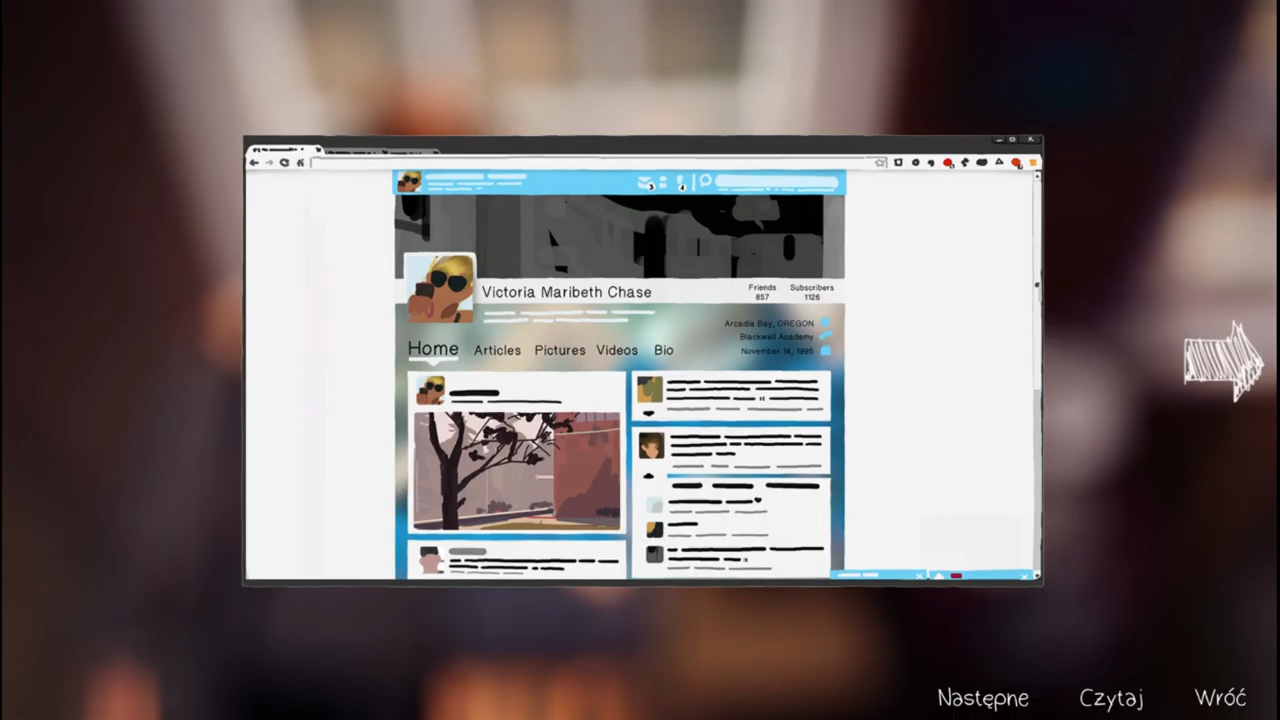 Victoria Maribeth Chase
Friends
857
Subscribers
1126
Arcadia Bay, OREGON
Blackwell Academy
November 14, 1995
Home Articles Pictures Videos Bio
Następne Czytaj Wróć